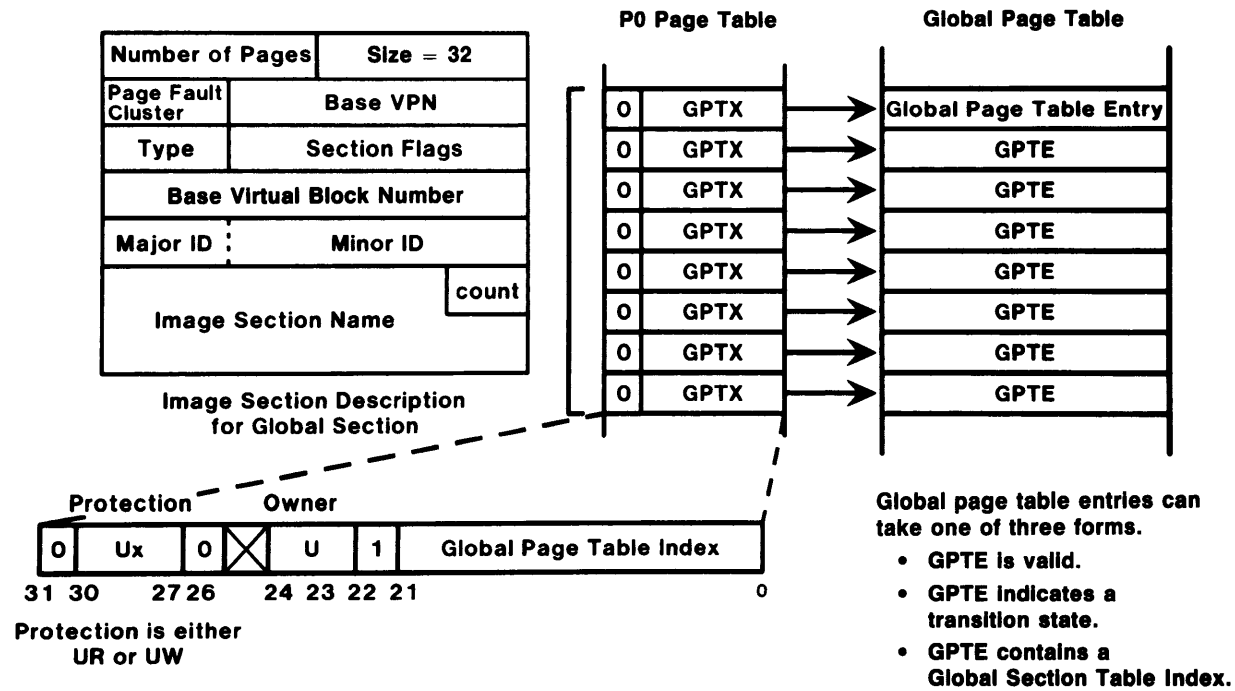 P0 Page Table
Global Page Table
Number of Pages Size = 32
Page Fault
Cluster
Base VPN
Type Section Flags
Base Virtual Block Number
Major ID Minor ID
count
Image Section Name
Image Section Description
for Global Section
0 GPTX Global Page Table Entry
0 GPTX GPTE
0 GPTX GPTE
0 GPTX GPTE
0 GPTX GPTE
0 GPTX GPTE
0 GPTX GPTE
0 GPTX GPTE
Protection Owner
0 Ux 0 U 1 Global Page Table Index
31 30 27 26 24 23 22 21 0
Protection is either
UR or UW
Global page table entries can
take one of three forms.
• GPTE is valid.
• GPTE indicates a
transition state.
• GPTE contains a
Global Section Table Index.